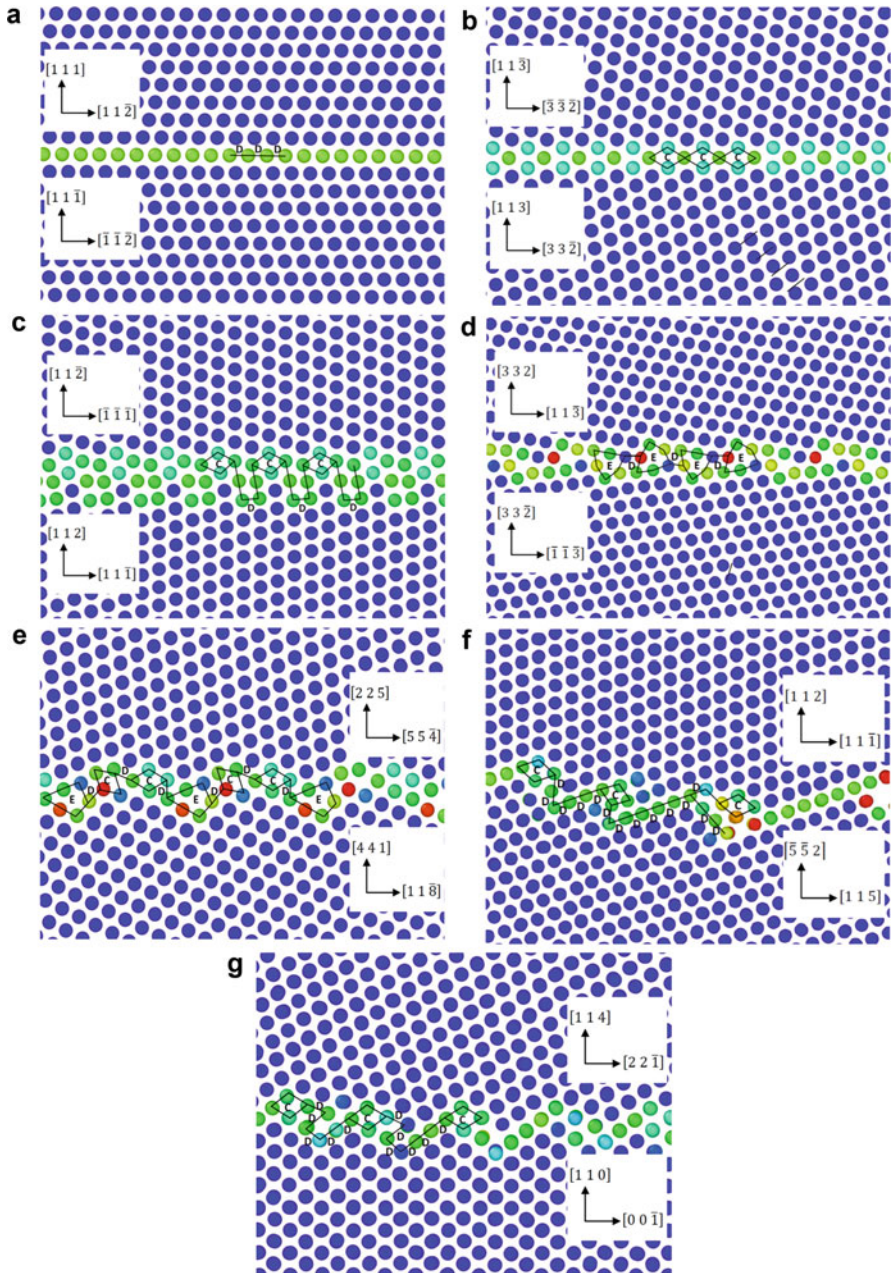 a
[1 1 1]
[1 1 2̄]
D D D
[1 1 1̄]
[1̄ 1̄ 2̄]
b
[1 1 3̄]
[3̄ 3̄ 2̄]
C C C
[1 1 3]
[3 3 2̄]
c
[1 1 2̄]
[1̄ 1̄ 1̄]
C C C
D D D
[1 1 2]
[1 1 1̄]
d
[3 3 2]
[1 1 3̄]
E D E D E D E
[3 3 2̄]
[1̄ 1̄ 3̄]
e
[2 2 5]
[5 5 4̄]
E D C D C D E D C D C D E
[4 4 1]
[1 1 8̄]
f
[1 1 2]
[1 1 1̄]
C D D D D D C D D D D D D D D D C
[5̄ 5̄ 2]
[1 1 5]
g
[1 1 4]
[2 2 1̄]
C D D D D D C D D D D D D C
[1 1 0]
[0 0 1̄]